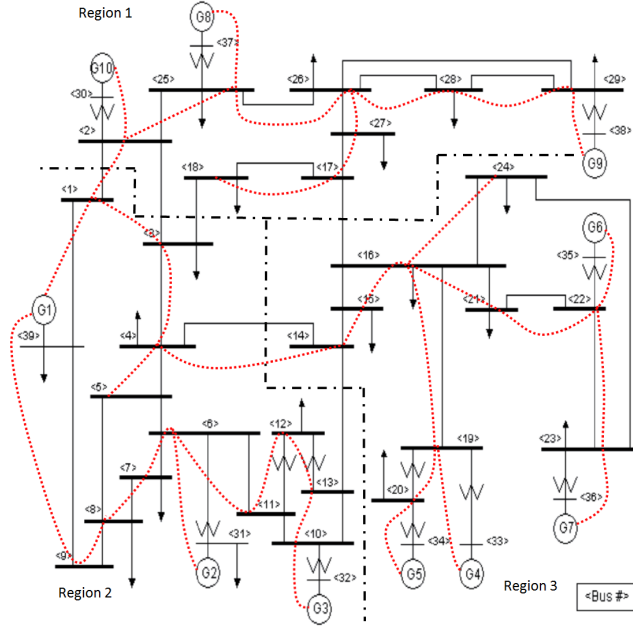 Region 1
G8
<37>
G10
<25>
<26>
<28>
<29>
<30>
<2>
<27>
<38>
G9
<18>
<17>
<24>
<1>
<3>
<16>
G6
<35>
G1
<15>
<21>
<22>
<39>
<4>
<14>
<5>
<6>
<12>
<19>
<23>
<7>
<13>
<20>
<8>
<11>
<36>
G7
<10>
<31>
<34>
<33>
<9>
G2
<32>
G5
G4
Region 3
Region 2
G3
<Bus #>